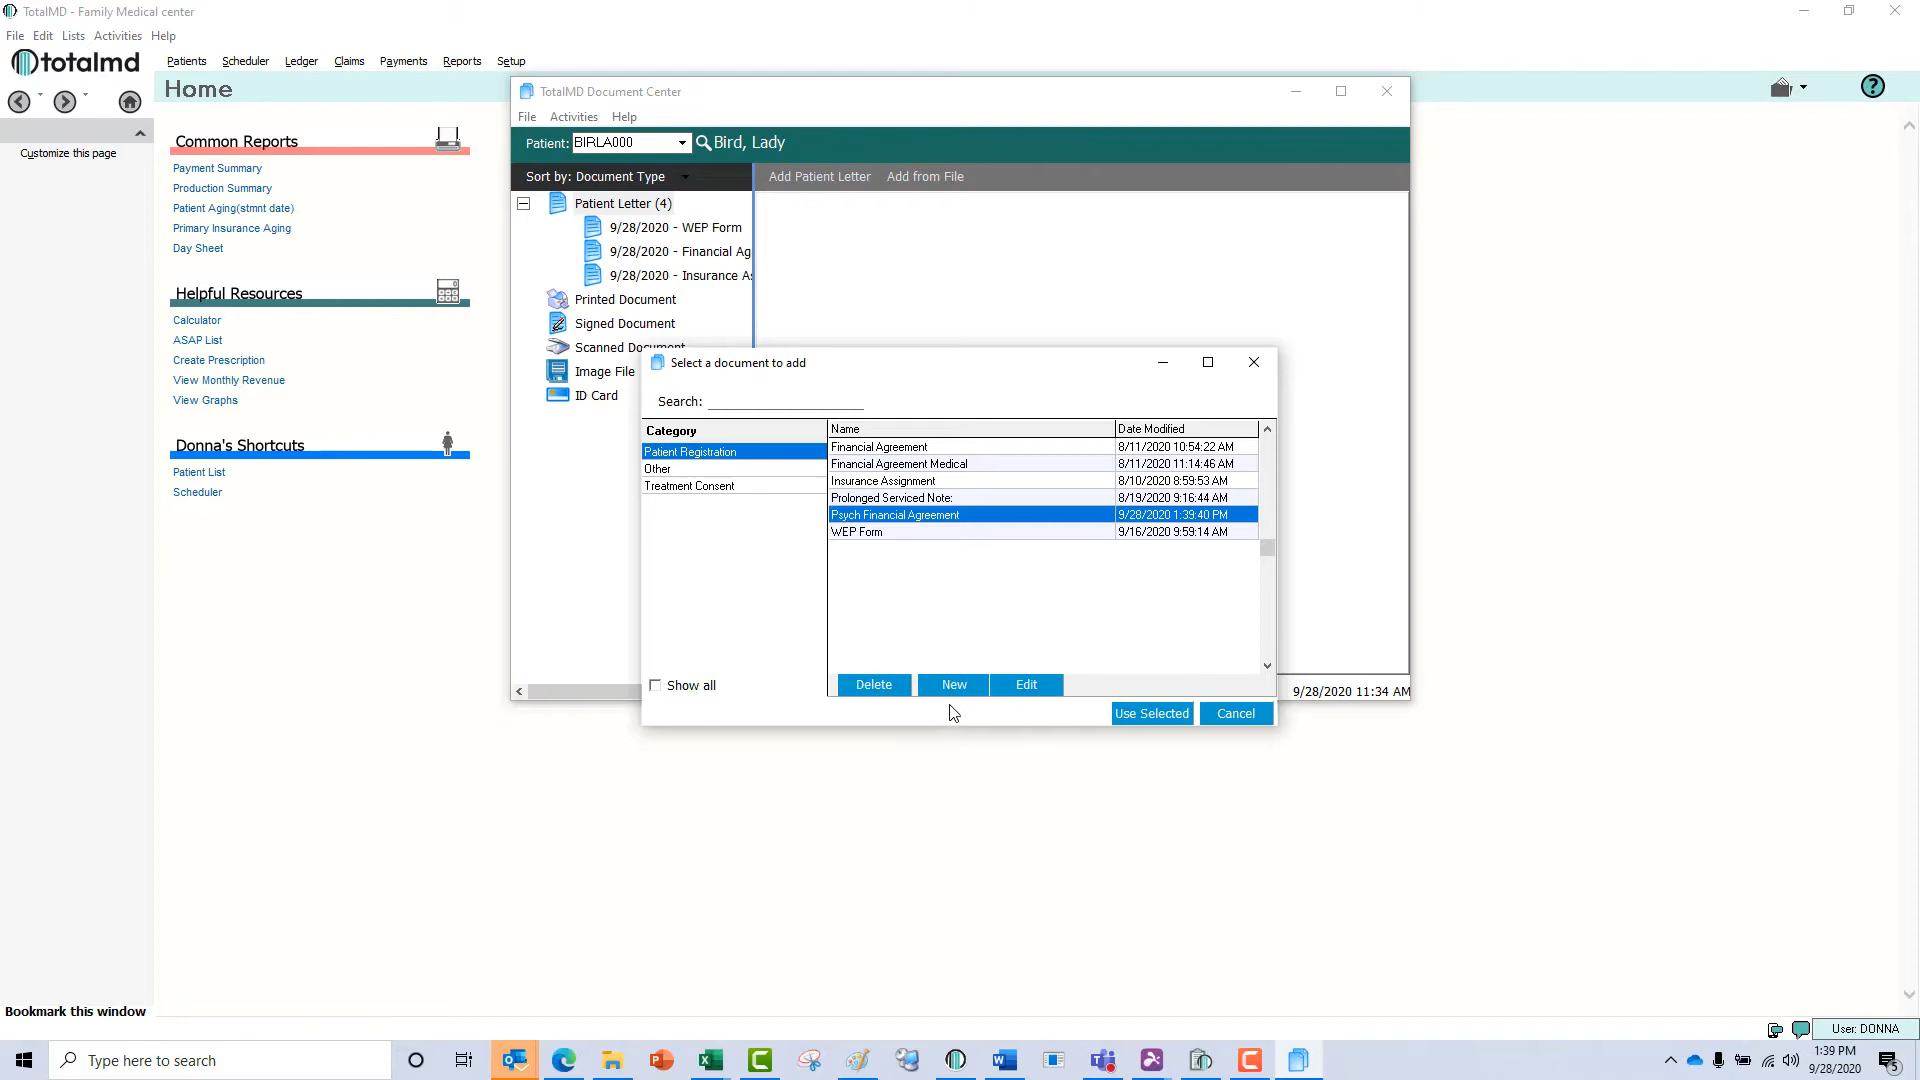 TotalMD - Family Medical center
File Edit Lists Activities Help
totalmd
Patients Scheduler Ledger Claims Payments Reports Setup
Home
Customize this page
Common Reports
Payment Summary
Production Summary
Patient Aging(stmnt date)
Primary Insurance Aging
Day Sheet
Helpful Resources
Calculator
ASAP List
Create Prescription
View Monthly Revenue
View Graphs
Donna's Shortcuts
Patient List
Scheduler
TotalMD Document Center
File Activities Help
Patient: BIRLA000 Bird, Lady
Sort by: Document Type Add Patient Letter Add from File
Patient Letter (4)
9/28/2020 - WEP Form
9/28/2020 - Financial Ag
9/28/2020 - Insurance As
Printed Document
Signed Document
Scanned Document
Image File
ID Card
9/28/2020 11:34 AM
Select a document to add
Search:
Category
Patient Registration
Other
Treatment Consent
Show all
Name Date Modified
Financial Agreement 8/11/2020 10:54:22 AM
Financial Agreement Medical 8/11/2020 11:14:46 AM
Insurance Assignment 8/10/2020 8:59:53 AM
Prolonged Serviced Note: 8/19/2020 9:16:44 AM
Psych Financial Agreement 9/28/2020 1:39:40 PM
WEP Form 9/16/2020 9:59:14 AM
Delete New Edit
Use Selected Cancel
Bookmark this window
User: DONNA
Type here to search
1:39 PM
9/28/2020
5